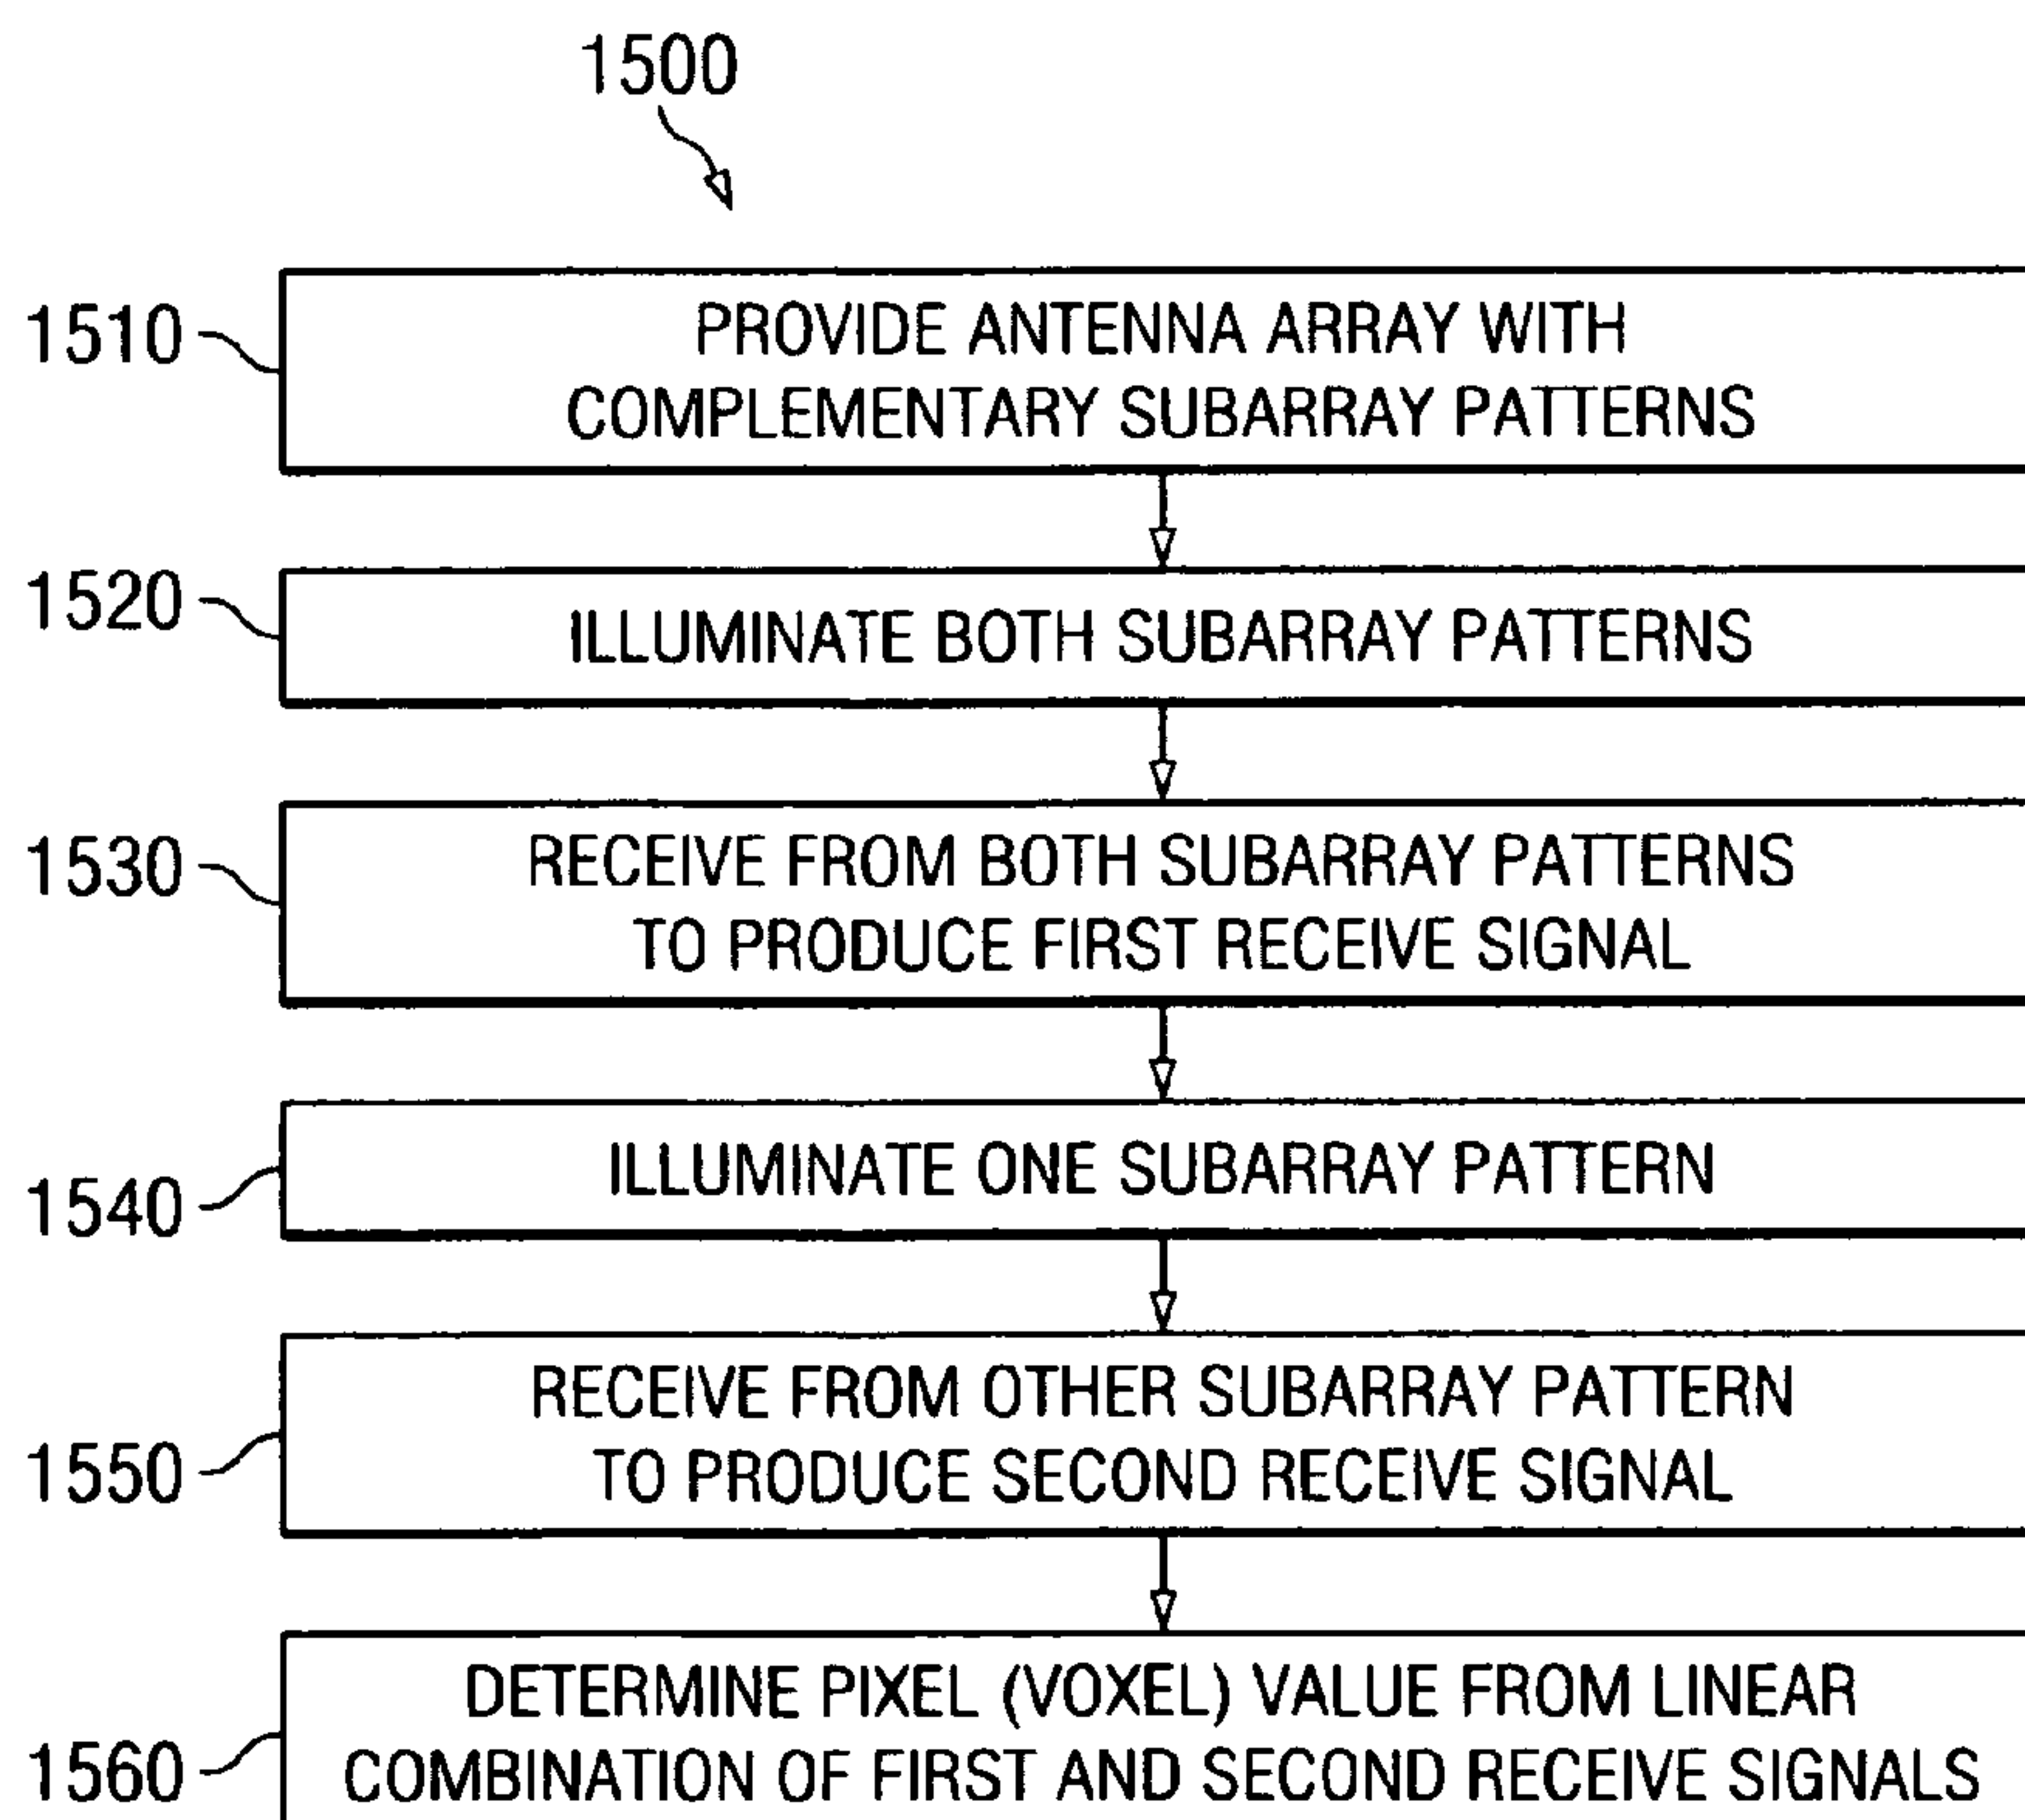 1500
1510
PROVIDE ANTENNA ARRAY WITH
COMPLEMENTARY SUBARRAY PATTERNS
1520
ILLUMINATE BOTH SUBARRAY PATTERNS
1530
RECEIVE FROM BOTH SUBARRAY PATTERNS
TO PRODUCE FIRST RECEIVE SIGNAL
1540
ILLUMINATE ONE SUBARRAY PATTERN
1550
RECEIVE FROM OTHER SUBARRAY PATTERN
TO PRODUCE SECOND RECEIVE SIGNAL
1560
DETERMINE PIXEL (VOXEL) VALUE FROM LINEAR
COMBINATION OF FIRST AND SECOND RECEIVE SIGNALS